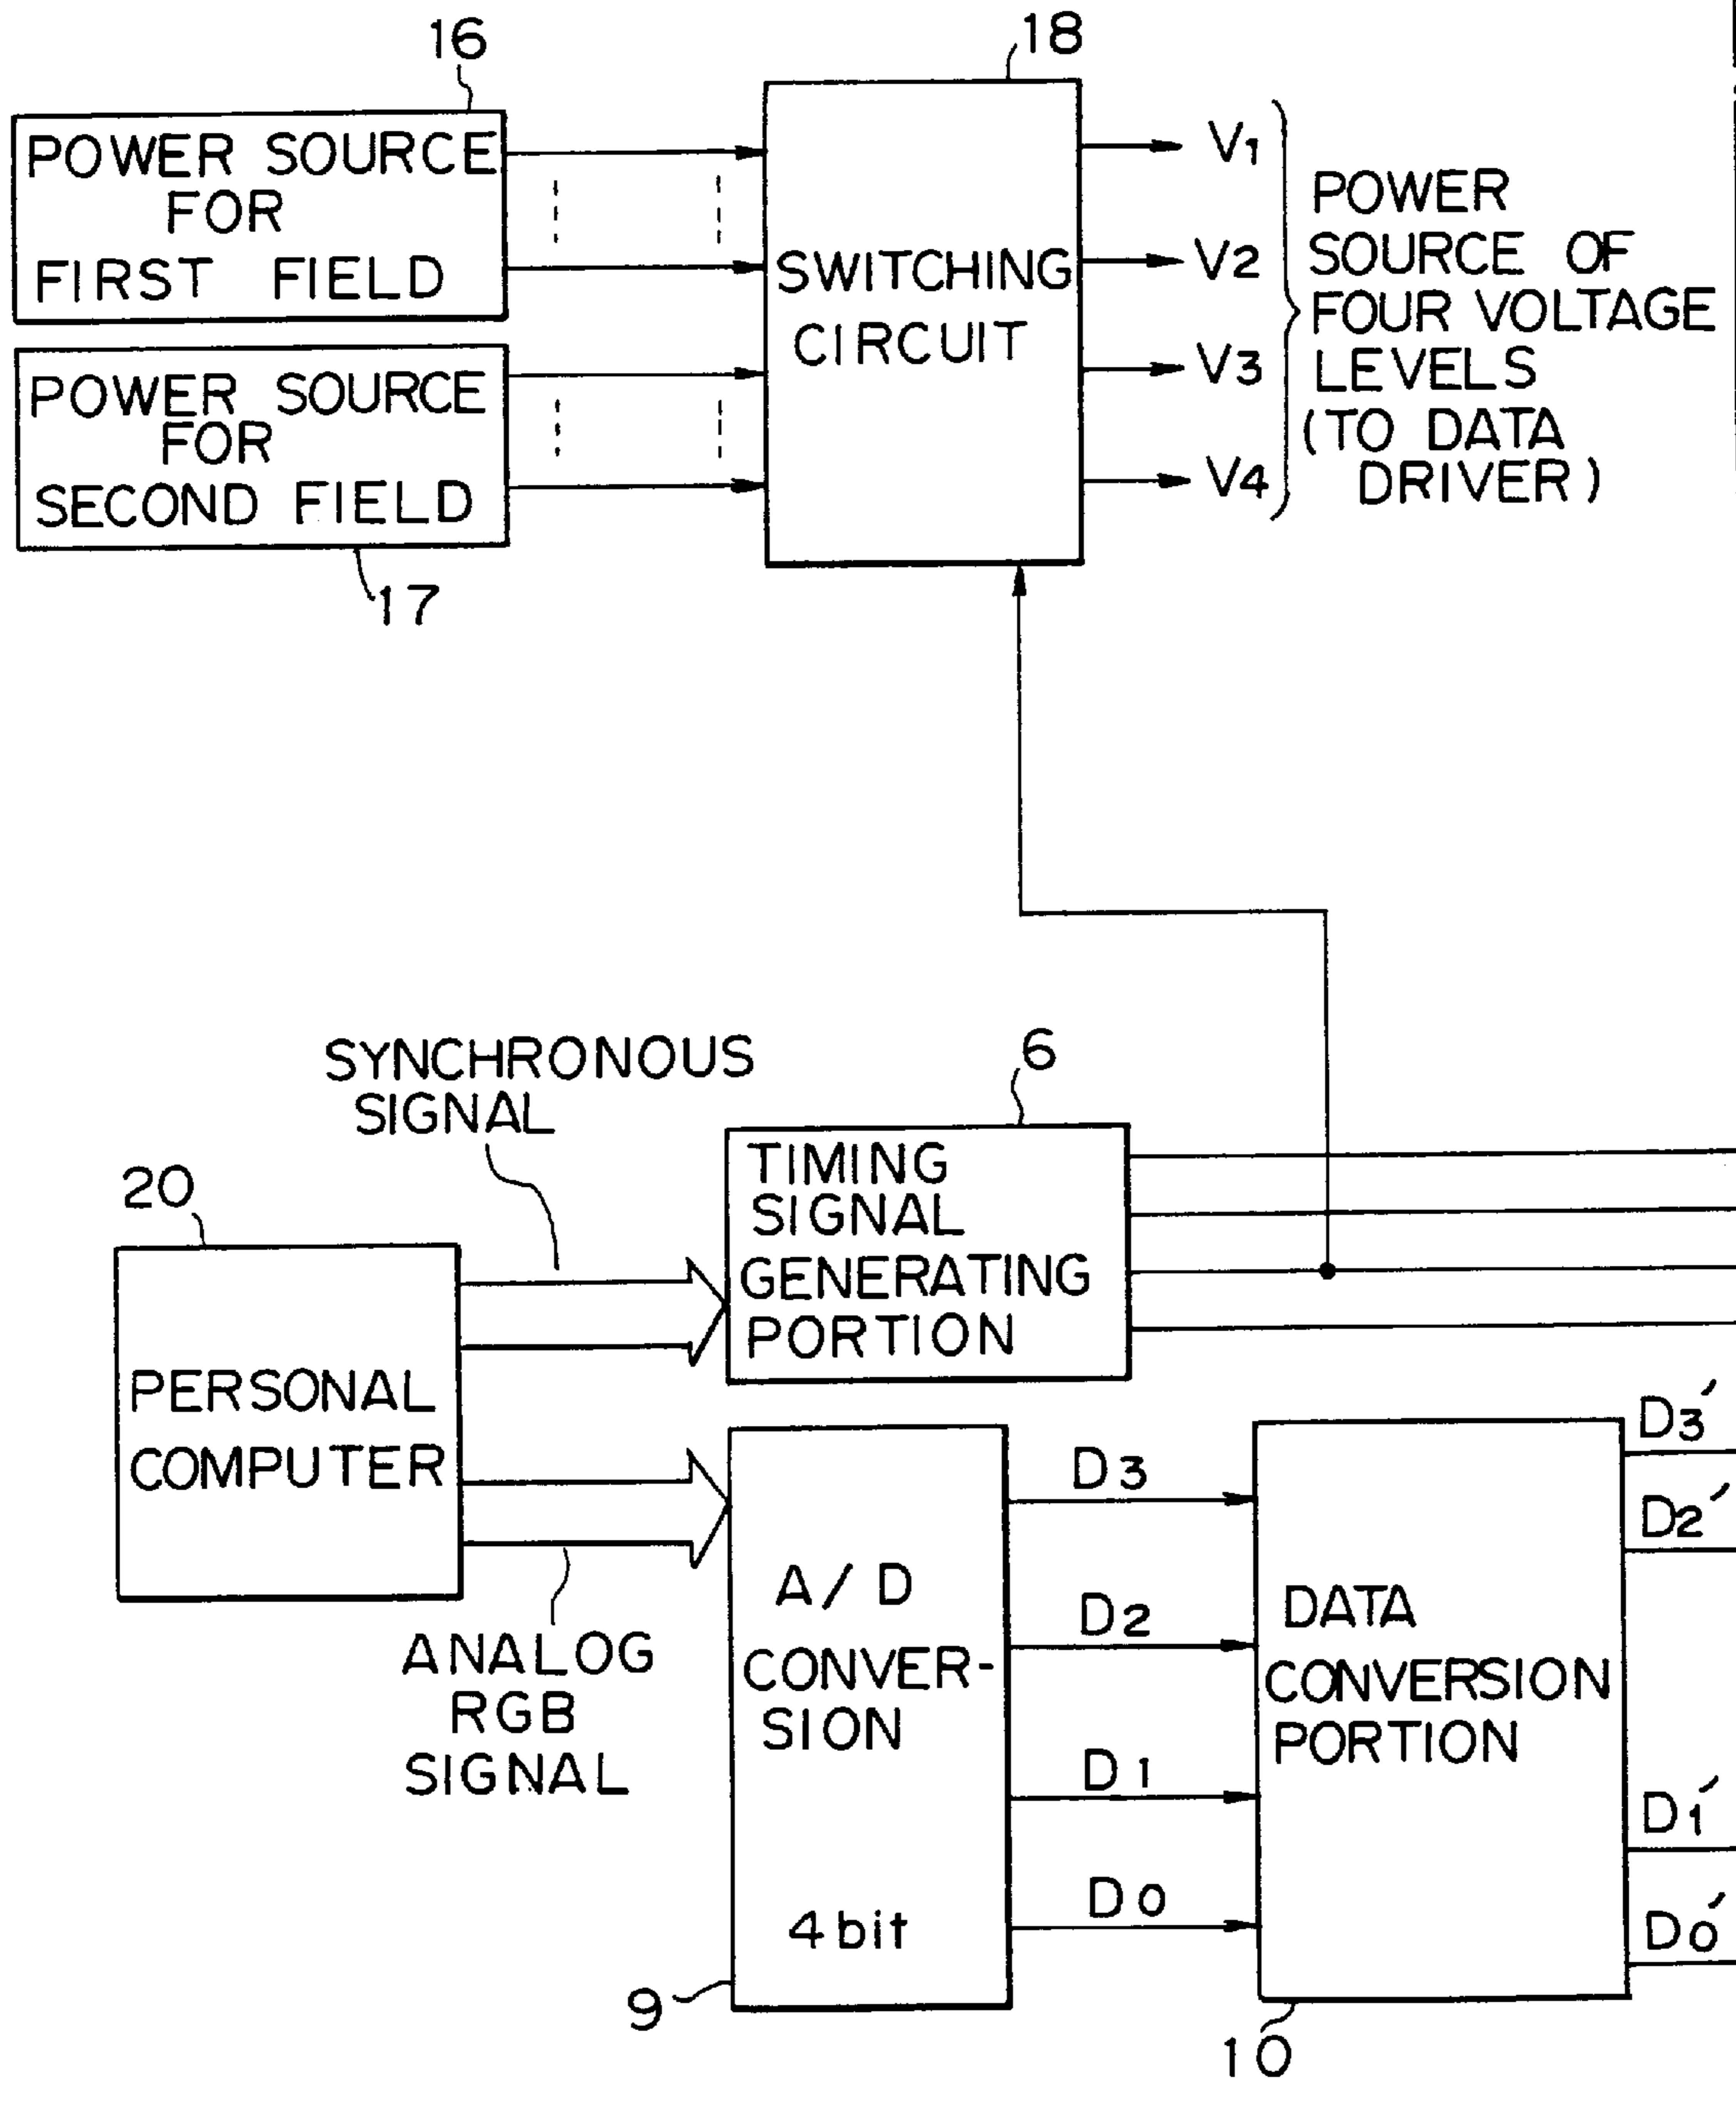 16
18
POWER SOURCE
FOR
FIRST FIELD
POWER SOURCE
FOR
SECOND FIELD
17
SWITCHING
CIRCUIT
V1
V2
V3
V4
POWER
SOURCE OF
FOUR VOLTAGE
LEVELS
(TO DATA
DRIVER)
SYNCHRONOUS
SIGNAL
6
20
TIMING
SIGNAL
GENERATING
PORTION
PERSONAL
COMPUTER
ANALOG
RGB
SIGNAL
A/D
CONVER-
SION
4bit
9
D3
D2
D1
D0
DATA
CONVERSION
PORTION
10
D3'
D2'
D1'
D0'